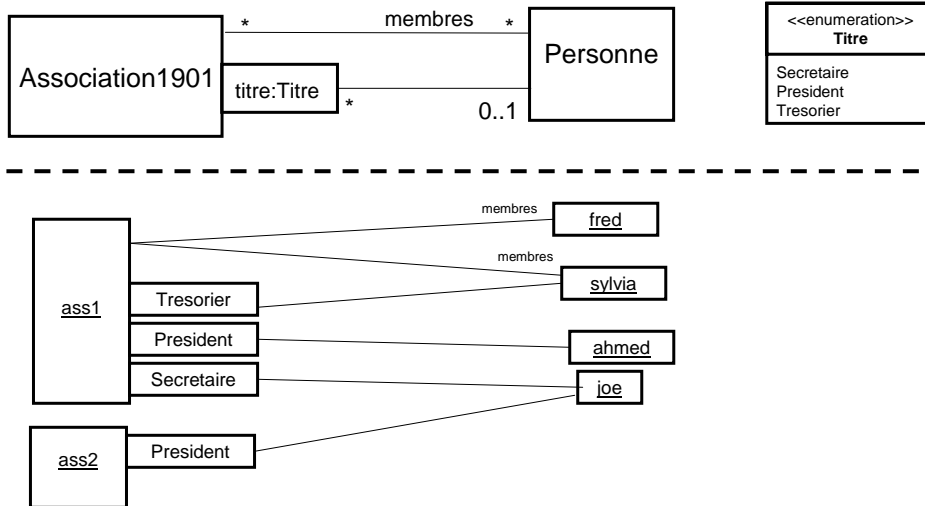 * membres *
Association1901
titre:Titre
*
0..1
Personne
<<enumeration>>
Titre
Secretaire
President
Tresorier
membres
fred
membres
sylvia
ass1
Tresorier
President
ahmed
Secretaire
joe
ass2
President